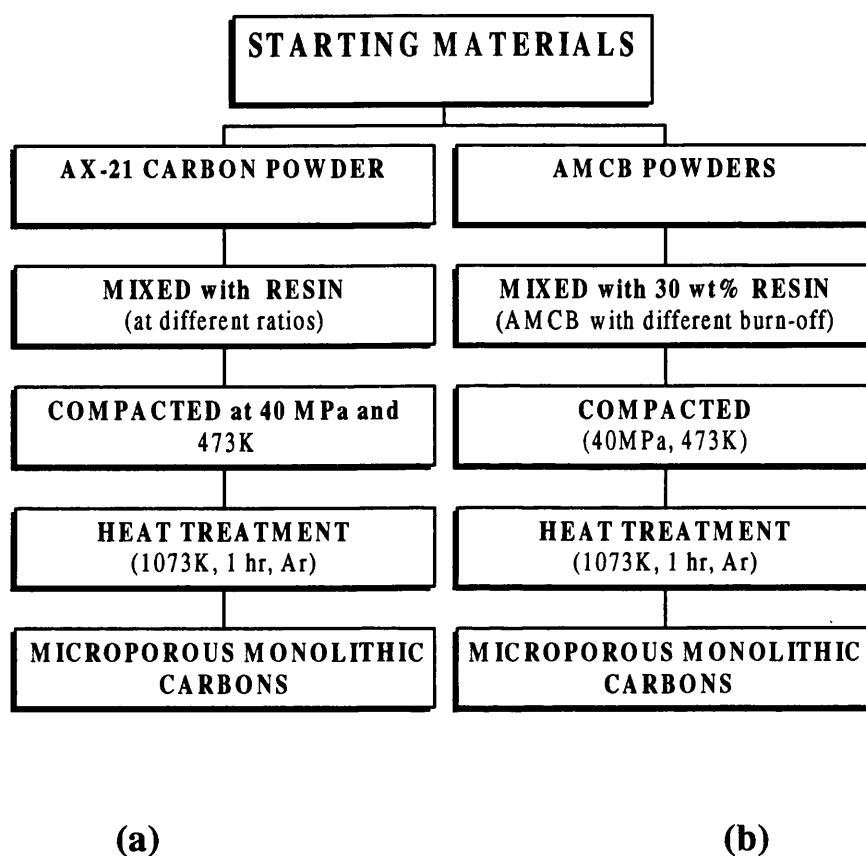 STARTING MATERIALS
AX-21 CARBON POWDER
MIXED with RESIN
(at different ratios)
COMPACTED at 40 MPa and
473K
HEAT TREATMENT
(1073K, 1 hr, Ar)
MICROPOROUS MONOLITHIC
CARBONS
(a)
AMCB POWDERS
MIXED with 30 wt% RESIN
(AMCB with different burn-off)
COMPACTED
(40MPa, 473K)
HEAT TREATMENT
(1073K, 1 hr, Ar)
MICROPOROUS MONOLITHIC
CARBONS
(b)